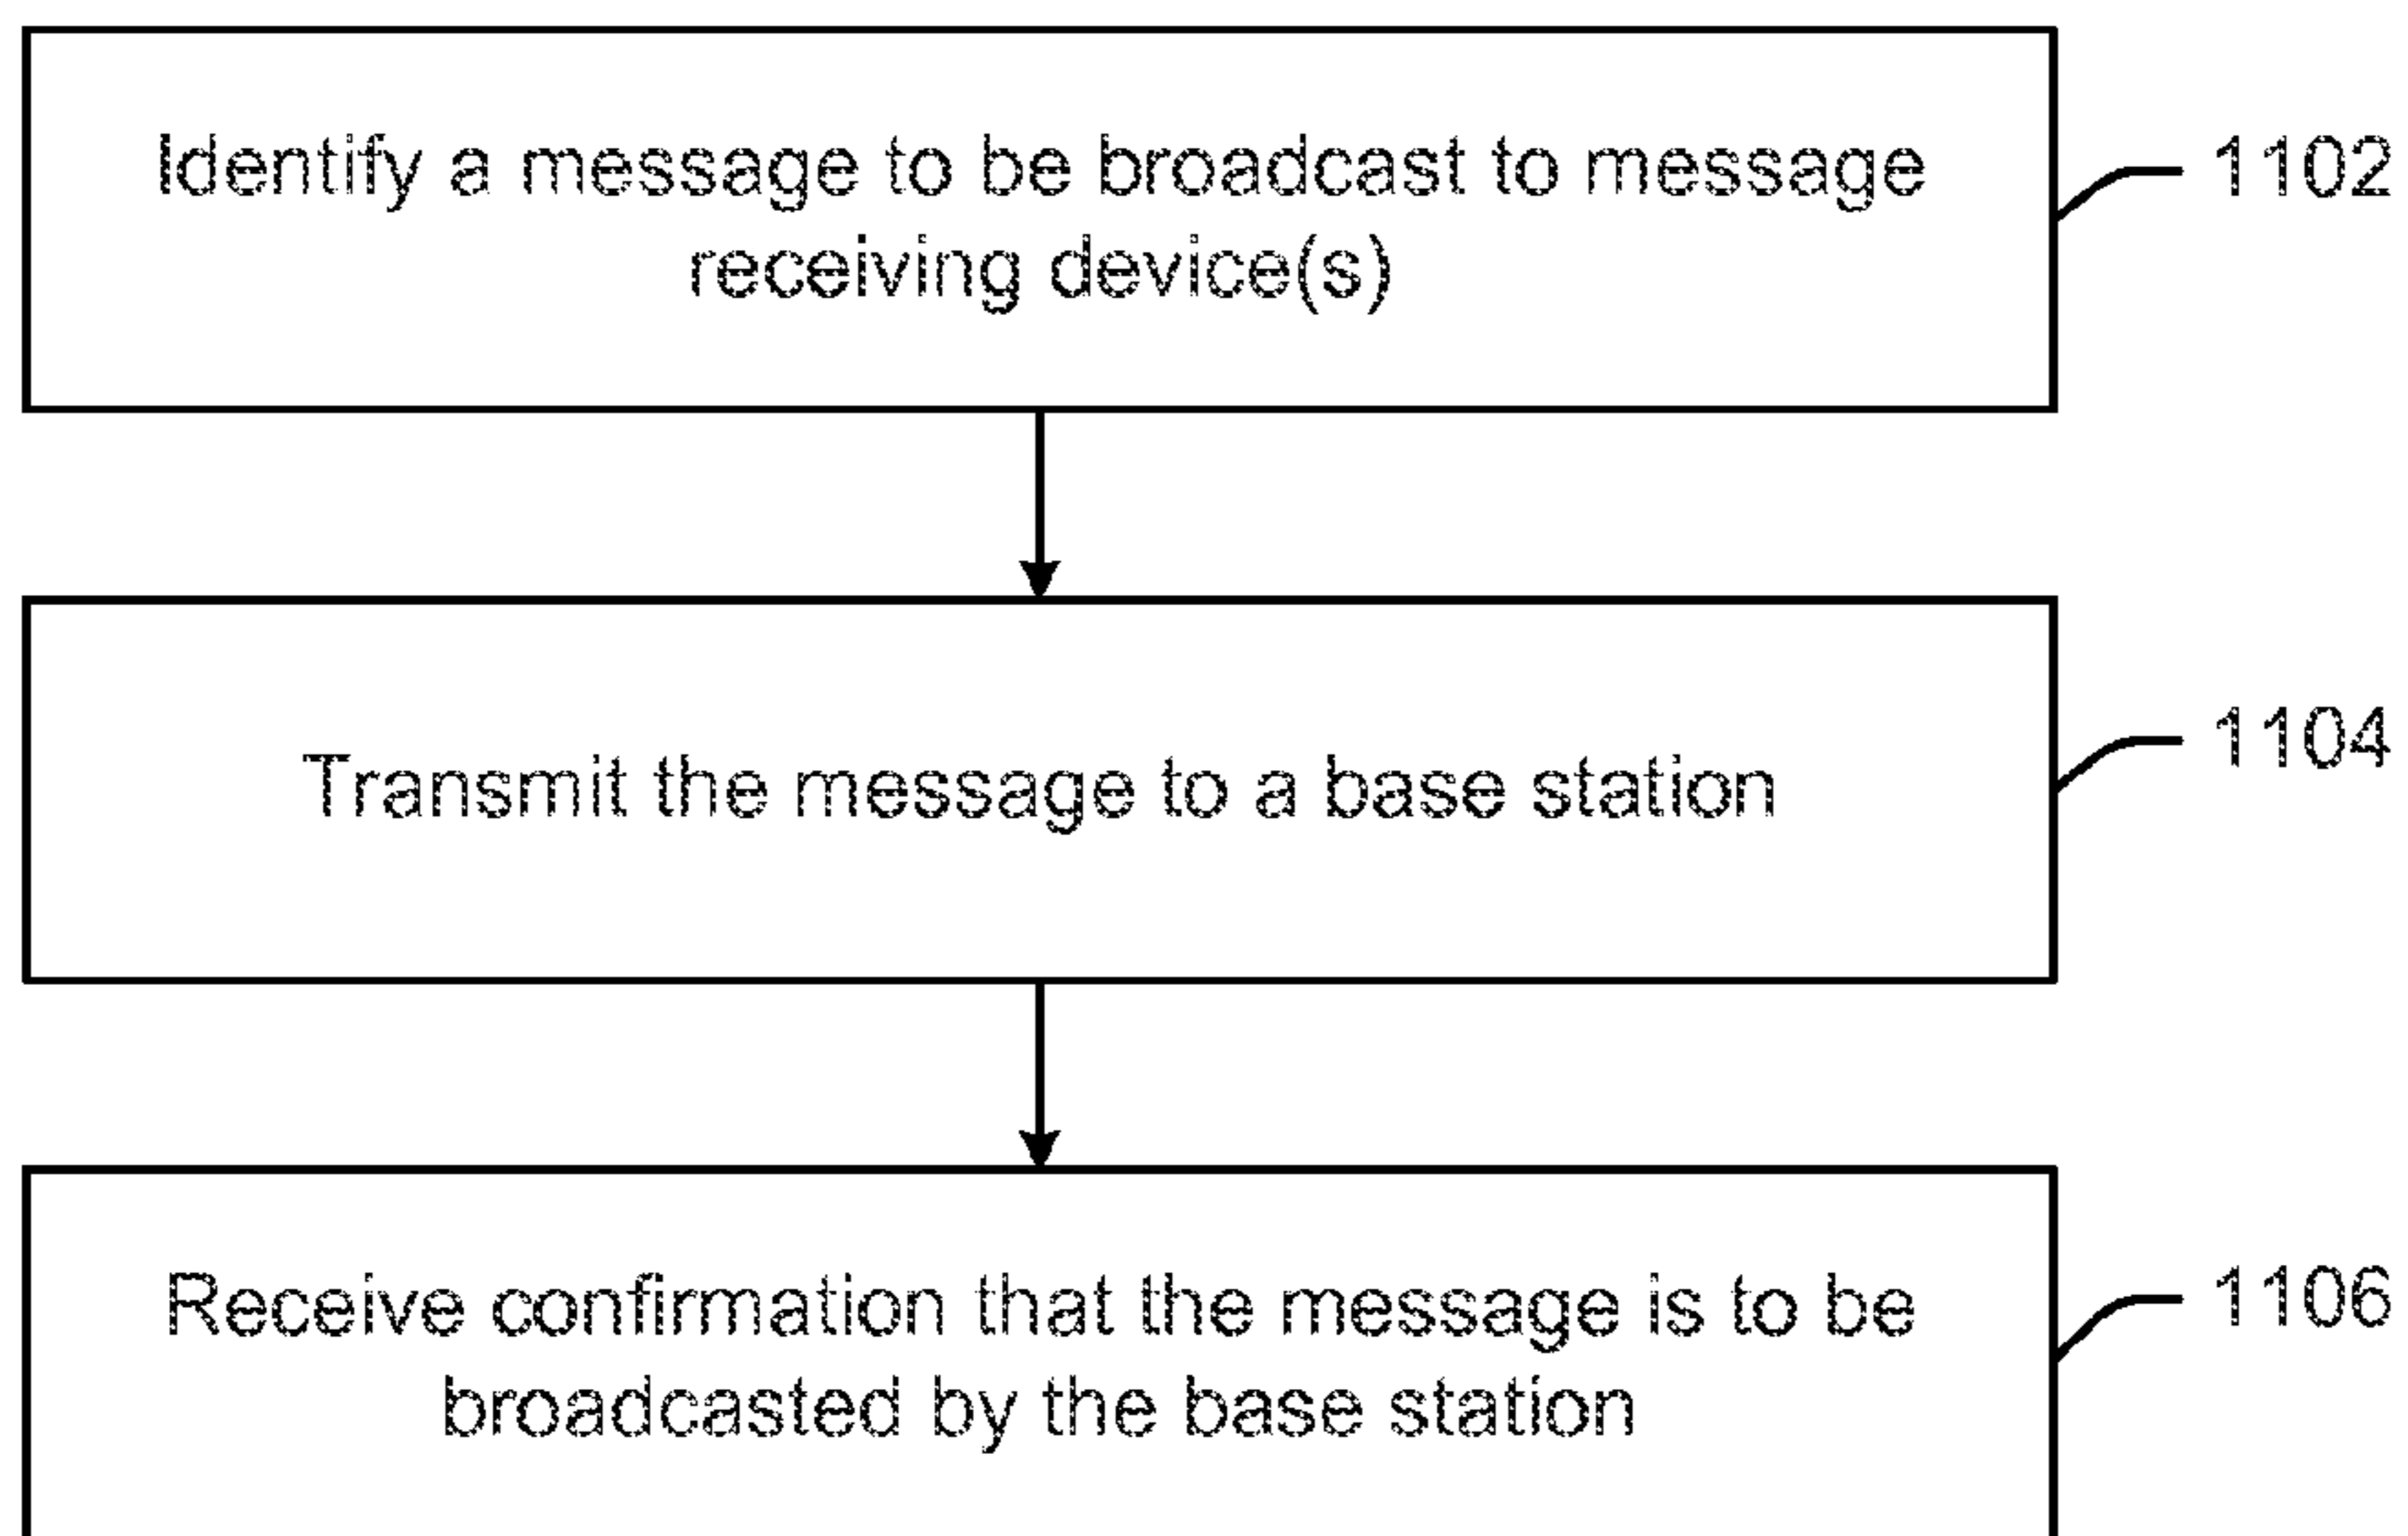 Identify a message to be broadcast to message
receiving device(s)
1102
Transmit the message to a base station
1104
Receive confirmation that the message is to be
broadcasted by the base station
1106